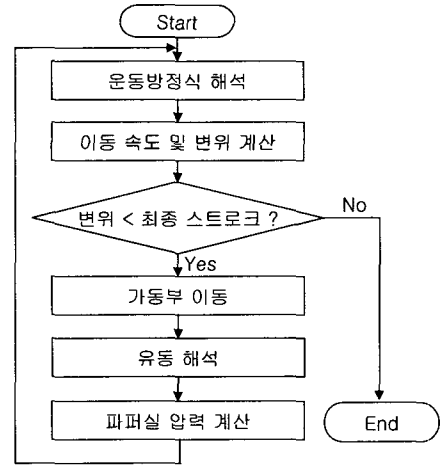 Start
운동방정식 해석
이동 속도 및 변위 계산
변위 < 최종 스트로크 ?
No
Yes
가동부 이동
유동 해석
파퍼실 압력 계산
End